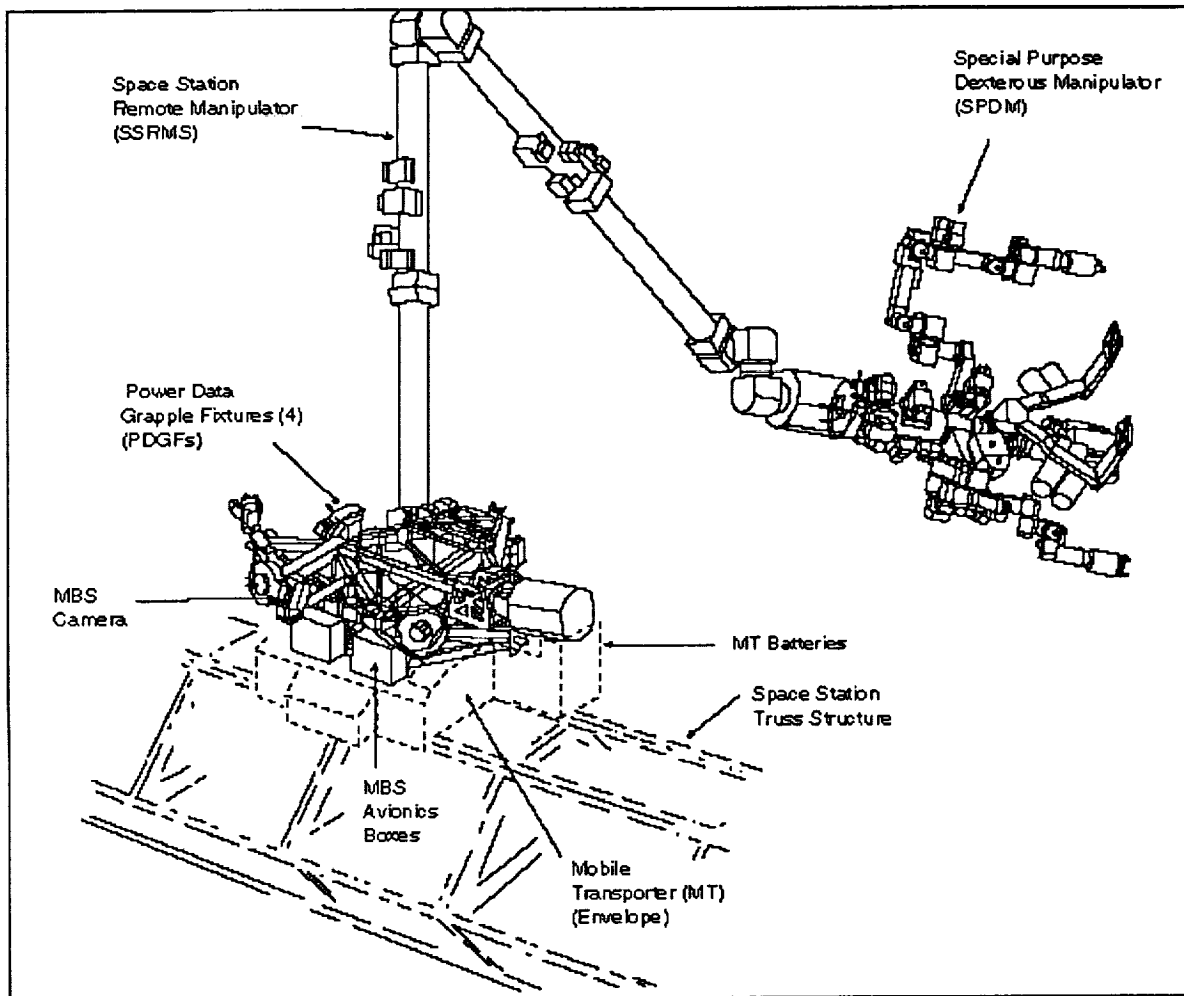 Space Station
Remote Manipulator
(SSRMS)
Special Purpose
Dexterous Manipulator
(SPDM)
Power Data
Grapple Fixtures (4)
(PDGFs)
MBS
Camera
MT Batteries
Space Station
Truss Structure
MBS
Avionics
Boxes
Mobile
Transporter (MT)
(Envelope)